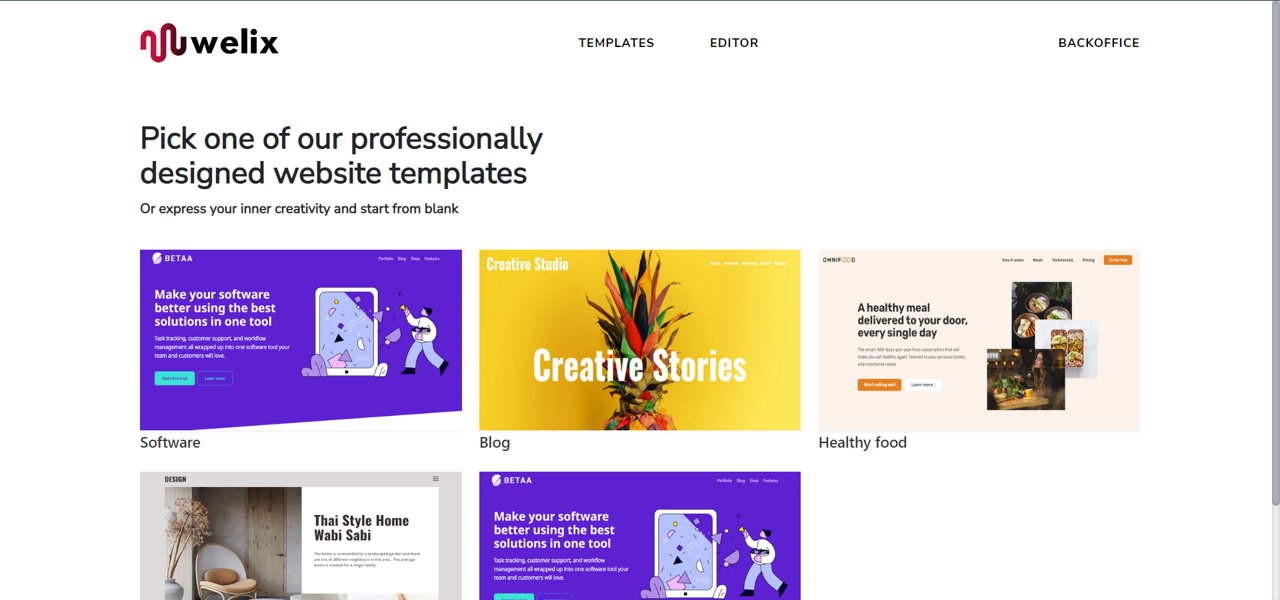 welix
TEMPLATES
EDITOR
BACKOFFICE
Pick one of our professionally
designed website templates
Or express your inner creativity and start from blank
BETAA
Portfolio Blog Shop Features
Make your software
better using the best
solutions in one tool
Task tracking, customer support, and workflow
management all wrapped up into one software tool your
team and customers will love.
Start free trial
Learn more
Software
Creative Studio
Creative Stories
Blog
OMNIFOOD
How it works Meals Testimonials Pricing Try for free
A healthy meal
delivered to your door,
every single day
The smart 365-days-per-year food subscription that will
make you eat healthy again. Tailored to your personal tastes
and nutritional needs.
Start eating well
Learn more ↓
Healthy food
DESIGN
Thai Style Home
Wabi Sabi
The home is surrounded by a landscaped garden and there
are lots of different neighbours in this area. The average
home is created for a single family.
BETAA
Portfolio Blog Shop Features
Make your software
better using the best
solutions in one tool
Task tracking, customer support, and workflow
management all wrapped up into one software tool your
team and customers will love.